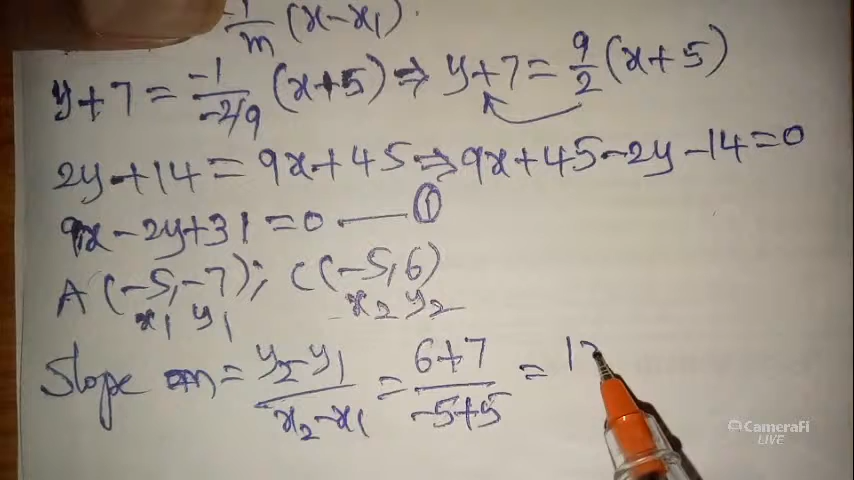 -1/m (x-x₁).
y+7 = -1/-2/9 (x+5) ⇒ y+7 = 9/2 (x+5)
2y+14 = 9x+45 ⇒ 9x+45-2y-14=0
9x-2y+31=0 — ①
A (-5,-7); C(-5,6)
x₁ y₁ x₂ y₂
Slope m = y₂-y₁/x₂-x₁ = 6+7/-5+5 = 1
CameraFi
LIVE